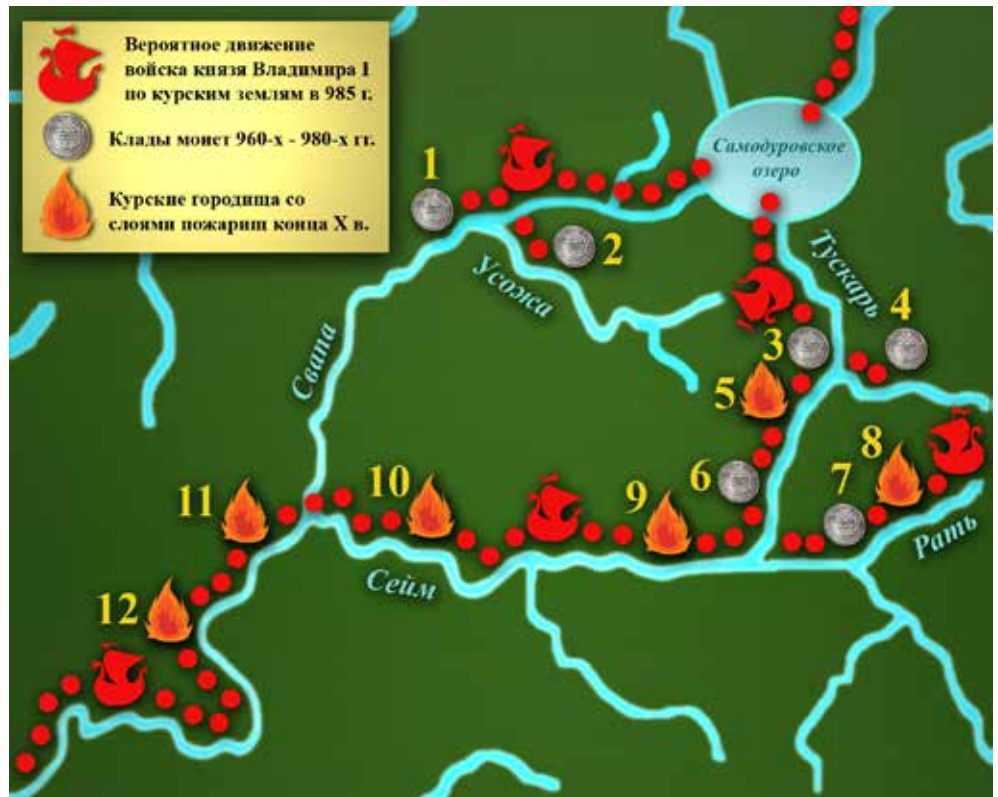 Вероятное движение
войска князя Владимира I
по курским землям в 985 г.
Клады монет 960-х - 980-х гг.
Курские городища со
слоями пожарищ конца X в.
Самодуровское
озеро
1
2
Усожа
Тускарь
3
4
5
Свапа
6
7
8
9
10
11
Рать
Сейм
12